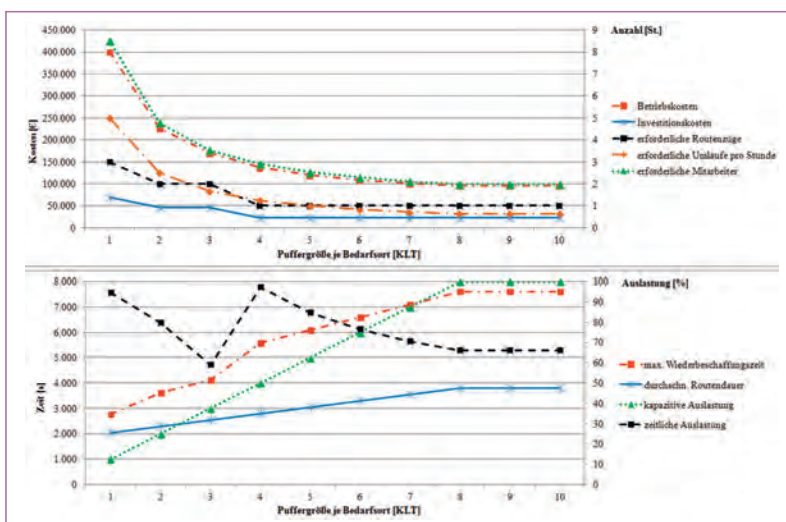 450.000
400.000
350.000
300.000
250.000
200.000
150.000
100.000
50.000
0
Kosten [€]
9
8
7
6
5
4
3
2
1
0
Anzahl [St.]
Betriebskosten
Investitionskosten
erforderliche Routenzüge
erforderliche Umläufe pro Stunde
erforderliche Mitarbeiter
1 2 3 4 5 6 7 8 9 10
Puffergröße je Bedarfsort [KLT]
8.000
7.000
6.000
5.000
4.000
3.000
2.000
1.000
0
Zeit [s]
100
90
80
70
60
50
40
30
20
10
0
Auslastung [%]
max. Wiederbeschaffungszeit
durchschn. Routendauer
kapazitive Auslastung
zeitliche Auslastung
1 2 3 4 5 6 7 8 9 10
Puffergröße je Bedarfsort [KLT]